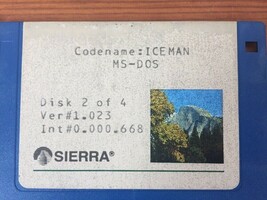 Codename:ICEMAN
MS-DOS
Disk 2 of 4
Ver#1.023
Int#0.000.668
SIERRA®